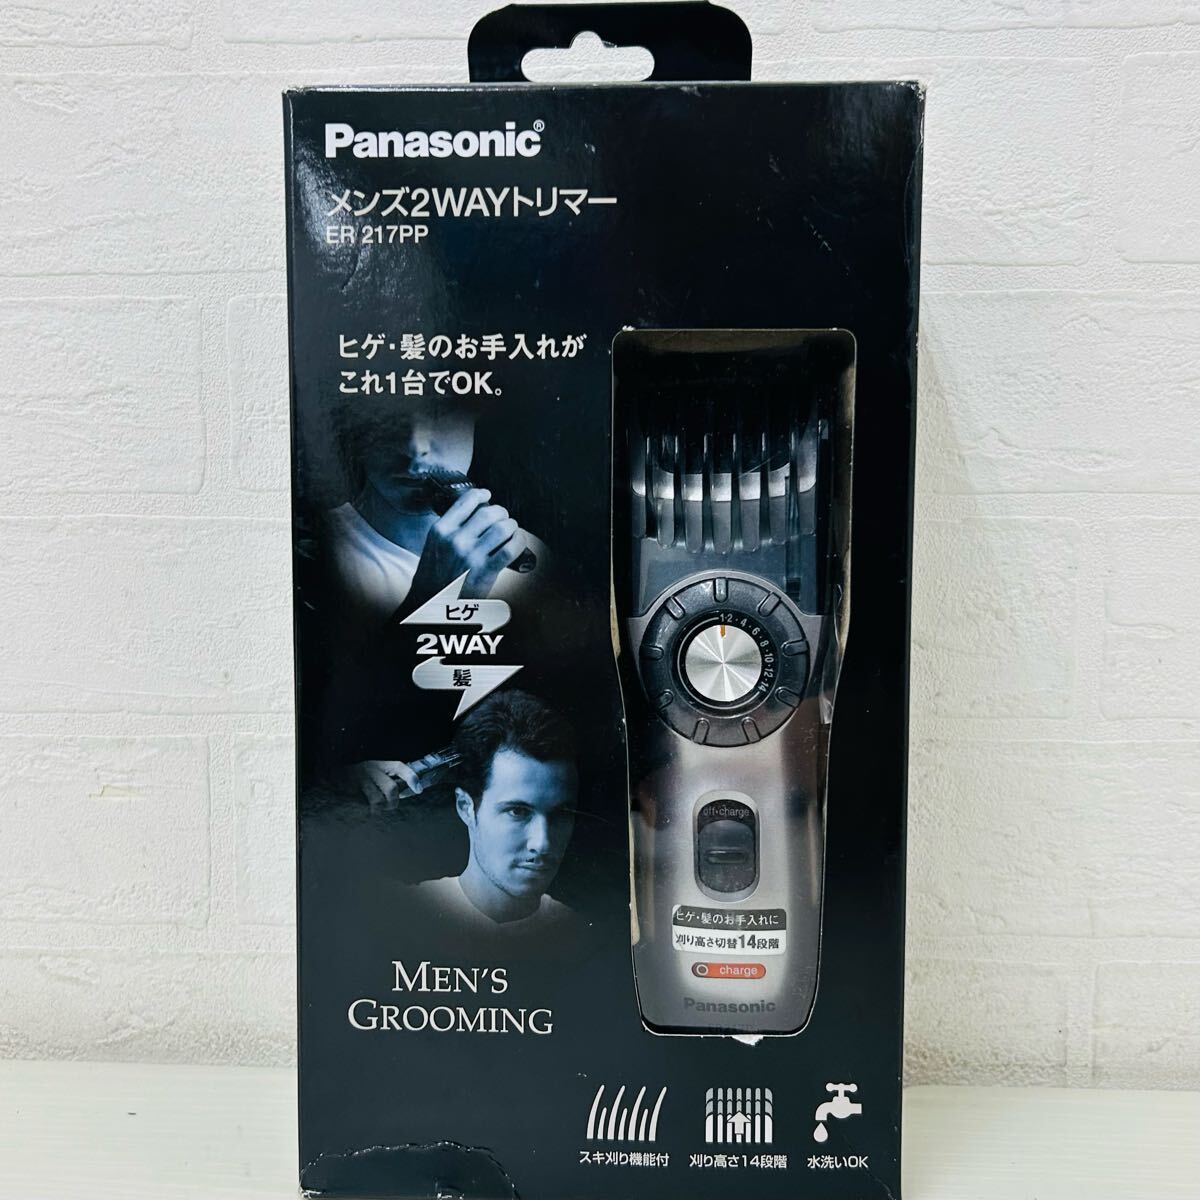 Panasonic®
メンズ2WAYトリマー
ER 217PP
ヒゲ・髪のお手入れが
これ1台でOK。
ヒゲ
2WAY
髪
1・2・4・6・8・10・12・14
off・charge
ヒゲ・髪のお手入れに
刈り高さ切替14段階
charge
Panasonic
MEN'S
GROOMING
スキ刈り機能付
刈り高さ14段階
水洗いOK